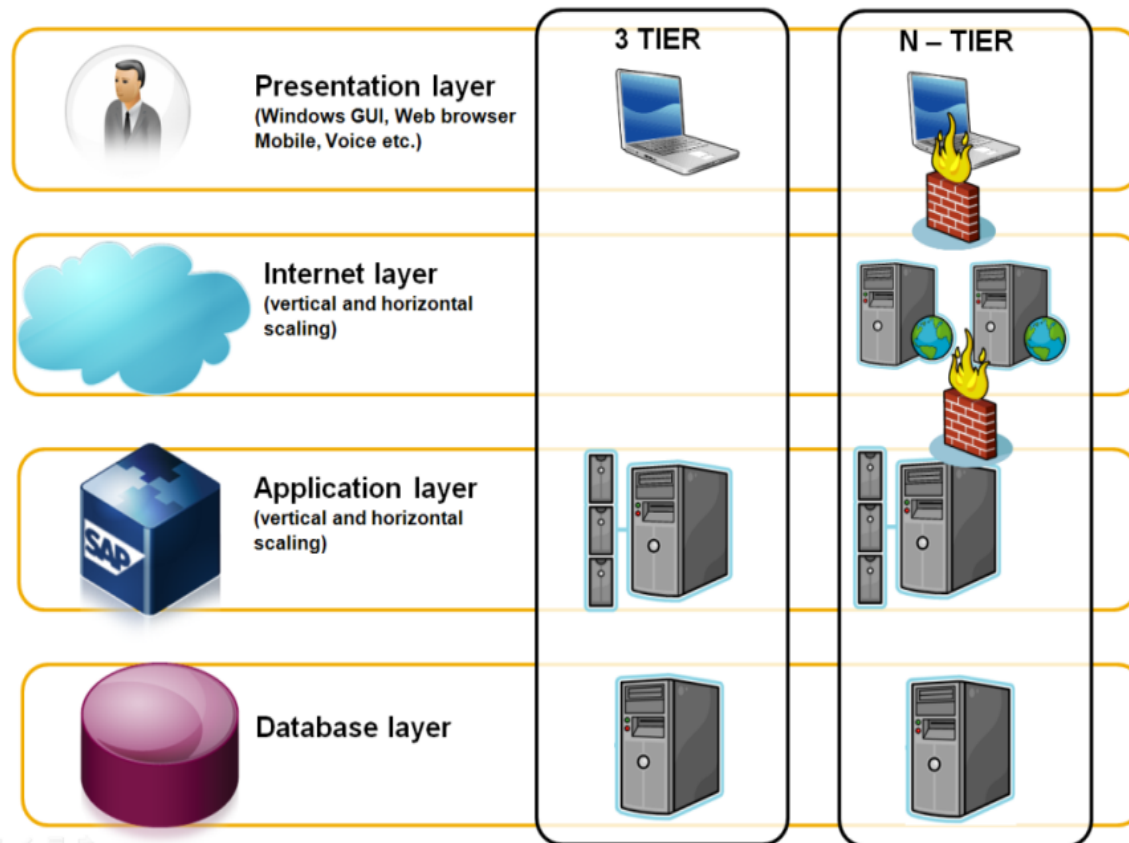 3 TIER
N – TIER
Presentation layer
(Windows GUI, Web browser
Mobile, Voice etc.)
Internet layer
(vertical and horizontal
scaling)
Application layer
(vertical and horizontal
scaling)
SAP
Database layer